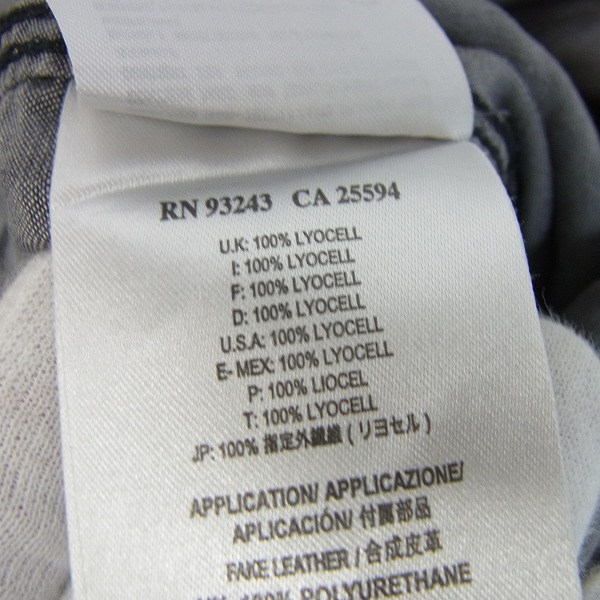 RN 93243 CA 25594
U.K: 100% LYOCELL
I: 100% LYOCELL
F: 100% LYOCELL
D: 100% LYOCELL
U.S.A: 100% LYOCELL
E- MEX: 100% LYOCELL
P: 100% LIOCEL
T: 100% LYOCELL
JP: 100% 指定外繊維 ( リヨセル )
APPLICATION/ APPLICAZIONE/
APLICACIÓN/ 付属部品
FAKE LEATHER / 合成皮革
100% POLYURETHANE